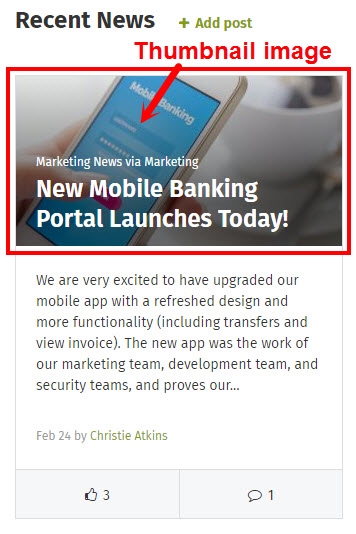 Recent News + Add post
Thumbnail image
Mobile Banking
Marketing News via Marketing
New Mobile Banking
Portal Launches Today!
We are very excited to have upgraded our
mobile app with a refreshed design and
more functionality (including transfers and
view invoice). The new app was the work of
our marketing team, development team, and
security teams, and proves our...
Feb 24 by Christie Atkins
3
1